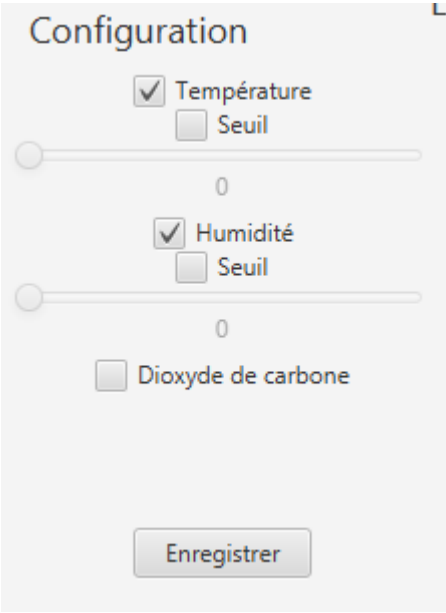 Configuration
Température
Seuil
0
Humidité
Seuil
0
Dioxyde de carbone
Enregistrer